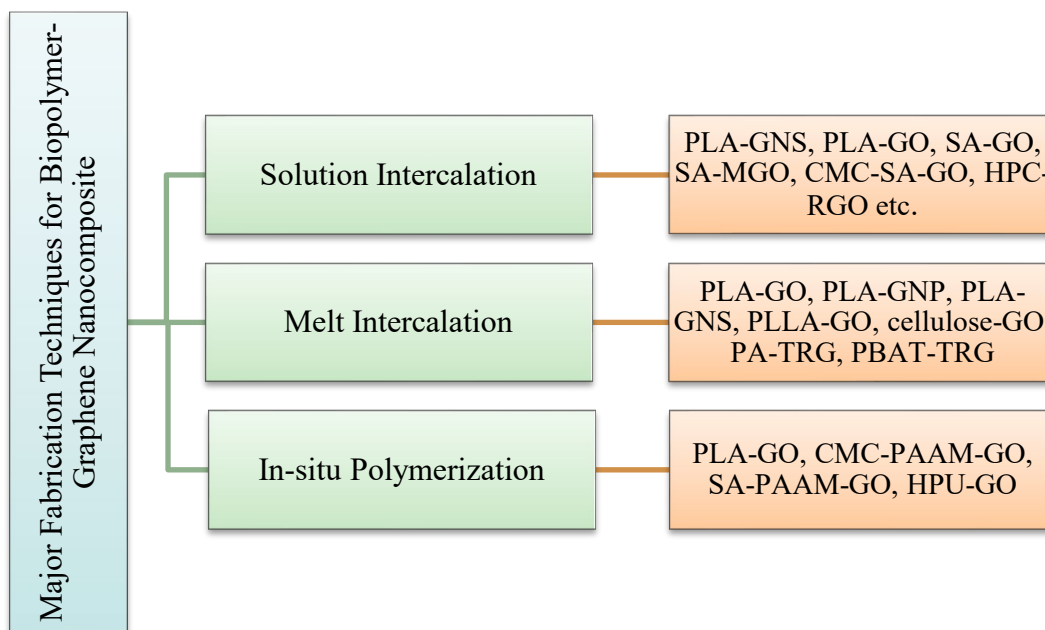 Major Fabrication Techniques for Biopolymer-
Graphene Nanocomposite
Solution Intercalation
PLA-GNS, PLA-GO, SA-GO,
SA-MGO, CMC-SA-GO, HPC-
RGO etc.
Melt Intercalation
PLA-GO, PLA-GNP, PLA-
GNS, PLLA-GO, cellulose-GO
PA-TRG, PBAT-TRG
In-situ Polymerization
PLA-GO, CMC-PAAM-GO,
SA-PAAM-GO, HPU-GO